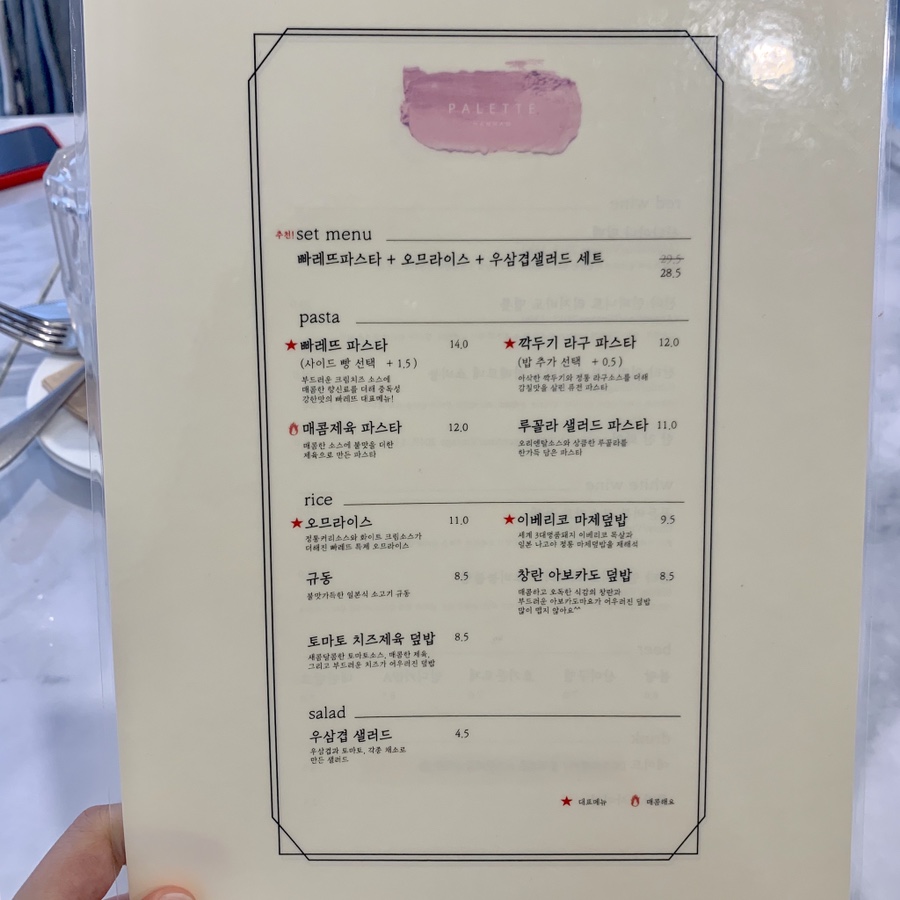 PALETTE
추천! set menu
빠레뜨파스타 + 오므라이스 + 우삼겹샐러드 세트 29.5
28.5
pasta
★ 빠레뜨 파스타 14.0
(사이드 빵 선택 + 1.5)
부드러운 크림치즈 소스에
매콤한 향신료를 더해 중독성
강한맛의 빠레뜨 대표메뉴!
★ 깍두기 라구 파스타 12.0
(밥 추가 선택 + 0.5)
아삭한 깍두기와 정통 라구소스를 더해
감칠맛을 살린 퓨전 파스타
매콤제육 파스타 12.0
매콤한 소스에 불맛을 더한
제육으로 만든 파스타
루꼴라 샐러드 파스타 11.0
오리엔탈소스와 상큼한 루꼴라를
한가득 담은 파스타
rice
★ 오므라이스 11.0
정통커리소스와 화이트 크림소스가
더해진 빠레뜨 특제 오므라이스
★ 이베리코 마제덮밥 9.5
세계 3대명품돼지 이베리코 목살과
일본 나고야 정통 마제덮밥을 재해석
규동 8.5
불맛가득한 일본식 소고기 규동
창란 아보카도 덮밥 8.5
매콤하고 오독한 식감의 창란과
부드러운 아보카도마요가 어우러진 덮밥
많이 맵지 않아요^^
토마토 치즈제육 덮밥 8.5
새콤달콤한 토마토소스, 매콤한 제육,
그리고 부드러운 치즈가 어우러진 덮밥
salad
우삼겹 샐러드 4.5
우삼겹과 토마토, 각종 채소로
만든 샐러드
★ 대표메뉴 매콤해요